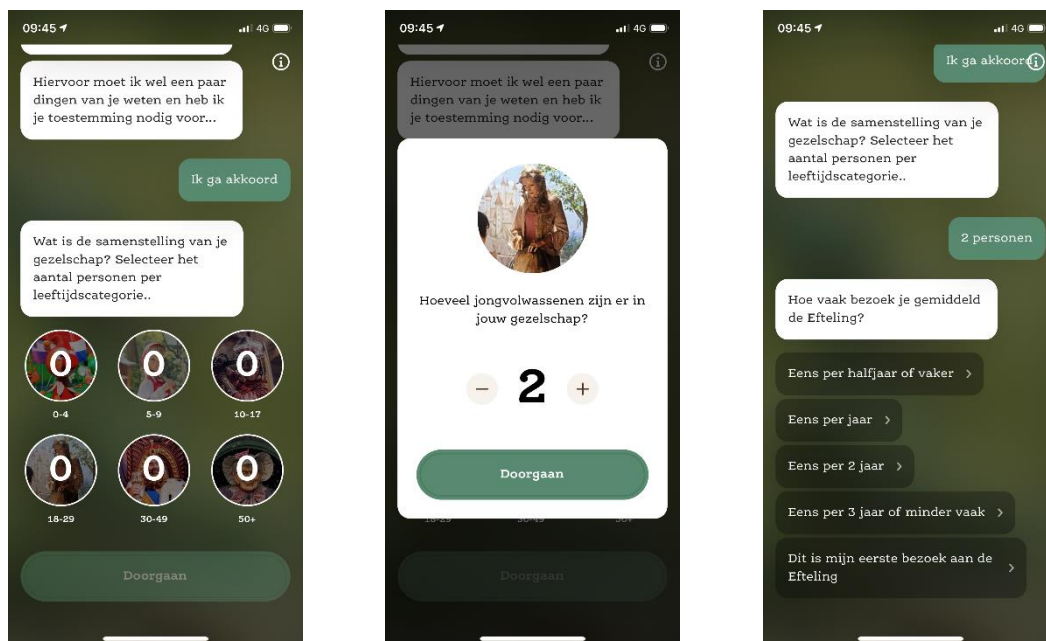 09:45
4G
Hiervoor moet ik wel een paar
dingen van je weten en heb ik
je toestemming nodig voor...
Ik ga akkoord
Wat is de samenstelling van je
gezelschap? Selecteer het
aantal personen per
leeftijdscategorie..
0 0 0
0-4 5-9 10-17
0 0 0
18-29 30-49 50+
Doorgaan
09:45
4G
Hiervoor moet ik wel een paar
dingen van je weten en heb ik
je toestemming nodig voor...
Hoeveel jongvolwassenen zijn er in
jouw gezelschap?
− 2 +
Doorgaan
18-29 30-49 50+
Doorgaan
09:45
4G
Ik ga akkoord
Wat is de samenstelling van je
gezelschap? Selecteer het
aantal personen per
leeftijdscategorie..
2 personen
Hoe vaak bezoek je gemiddeld
de Efteling?
Eens per halfjaar of vaker
Eens per jaar
Eens per 2 jaar
Eens per 3 jaar of minder vaak
Dit is mijn eerste bezoek aan de
Efteling